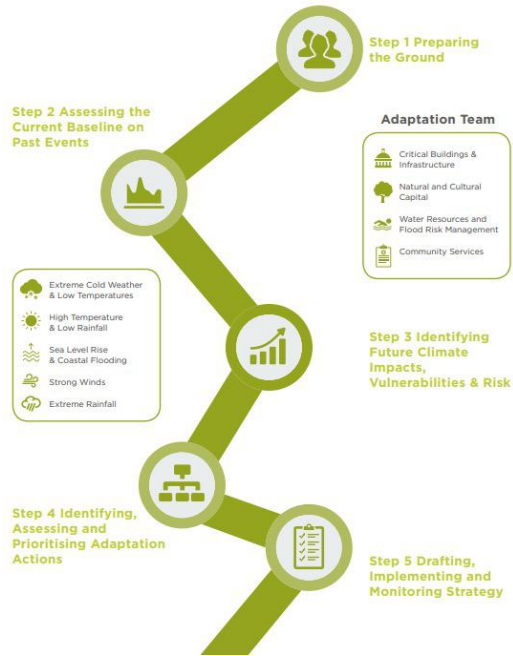 Step 1 Preparing
the Ground
Step 2 Assessing the
Current Baseline on
Past Events
Adaptation Team
Critical Buildings &
Infrastructure
Natural and Cultural
Capital
Water Resources and
Flood Risk Management
Community Services
Extreme Cold Weather
& Low Temperatures
High Temperature
& Low Rainfall
Sea Level Rise
& Coastal Flooding
Strong Winds
Extreme Rainfall
Step 3 Identifying
Future Climate
Impacts,
Vulnerabilities & Risk
Step 4 Identifying,
Assessing and
Prioritising Adaptation
Actions
Step 5 Drafting,
Implementing and
Monitoring Strategy